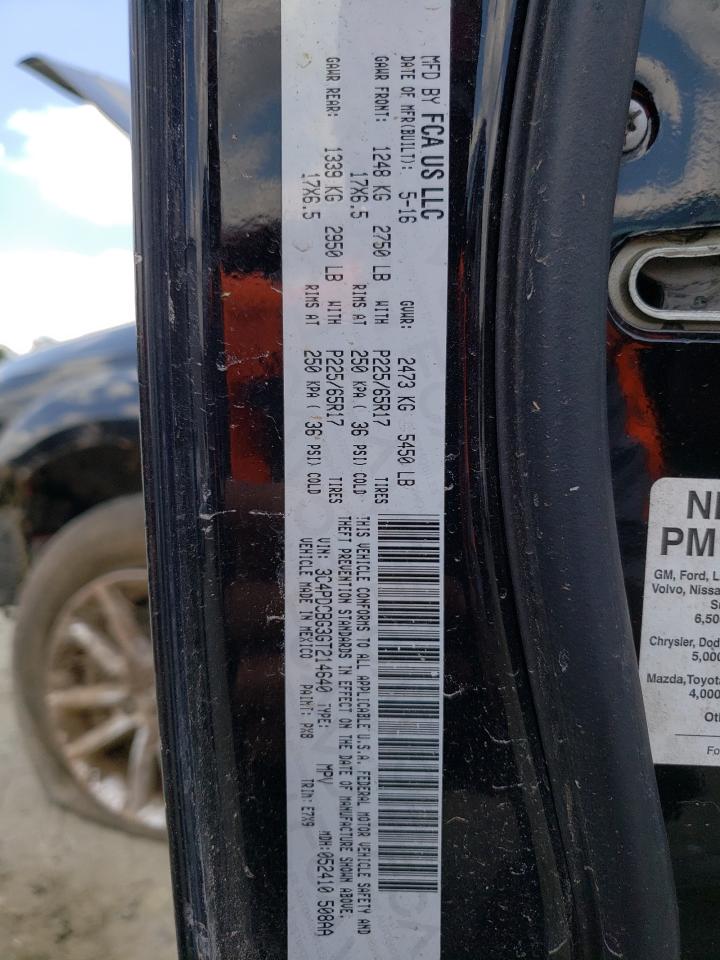 MFD BY FCA US LLC
DATE OF MFR(BUILT): 5-16 GVWR: 2473 KG 5450 LB
GAWR FRONT: 1248 KG 2750 LB WITH P225/65R17 TIRES
17X6.5 RIMS AT 250 KPA ( 36 PSI) COLD
GAWR REAR: 1339 KG 2950 LB WITH P225/65R17 TIRES
17X6.5 RIMS AT 250 KPA ( 36 PSI) COLD
THIS VEHICLE CONFORMS TO ALL APPLICABLE U.S.A. FEDERAL MOTOR VEHICLE SAFETY AND
THEFT PREVENTION STANDARDS IN EFFECT ON THE DATE OF MANUFACTURE SHOWN ABOVE.
VIN: 3C4PDCBG3GT214640 TYPE: MPV MDH:052410 508AA
VEHICLE MADE IN MEXICO PAINT: PX8 TRIM: E7X9
PM
GM, Ford, L
Volvo, Nissa
6,50
Chrysler, Dod
5,000
Mazda,Toyota
4,000
Ot
Fo